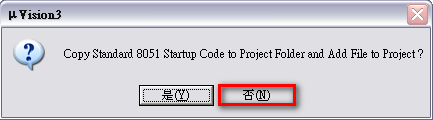 μVision3
Copy Standard 8051 Startup Code to Project Folder and Add File to Project ?
是(Y) 否(N)